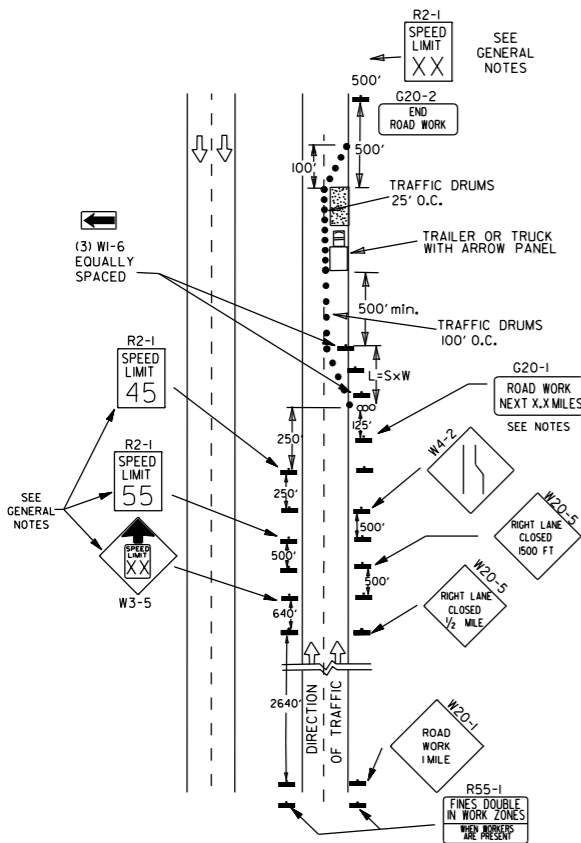 R2-1
SPEED
LIMIT
XX
SEE
GENERAL
NOTES
500'
G20-2
END
ROAD WORK
100'
500'
TRAFFIC DRUMS
25' O.C.
TRAILER OR TRUCK
WITH ARROW PANEL
(3) W1-6
EQUALLY
SPACED
500' min.
TRAFFIC DRUMS
100' O.C.
R2-1
SPEED
LIMIT
45
L=S×W
G20-1
ROAD WORK
NEXT X.X MILES
SEE NOTES
125'
250'
R2-1
SPEED
LIMIT
55
W4-2
250'
SEE
GENERAL
NOTES
500'
500'
W20-5
RIGHT LANE
CLOSED
1500 FT
SPEED
LIMIT
XX
W3-5
640'
500'
W20-5
RIGHT LANE
CLOSED
1/2 MILE
2640'
DIRECTION
OF TRAFFIC
W20-1
ROAD
WORK
1 MILE
R55-1
FINES DOUBLE
IN WORK ZONES
WHEN WORKERS
ARE PRESENT